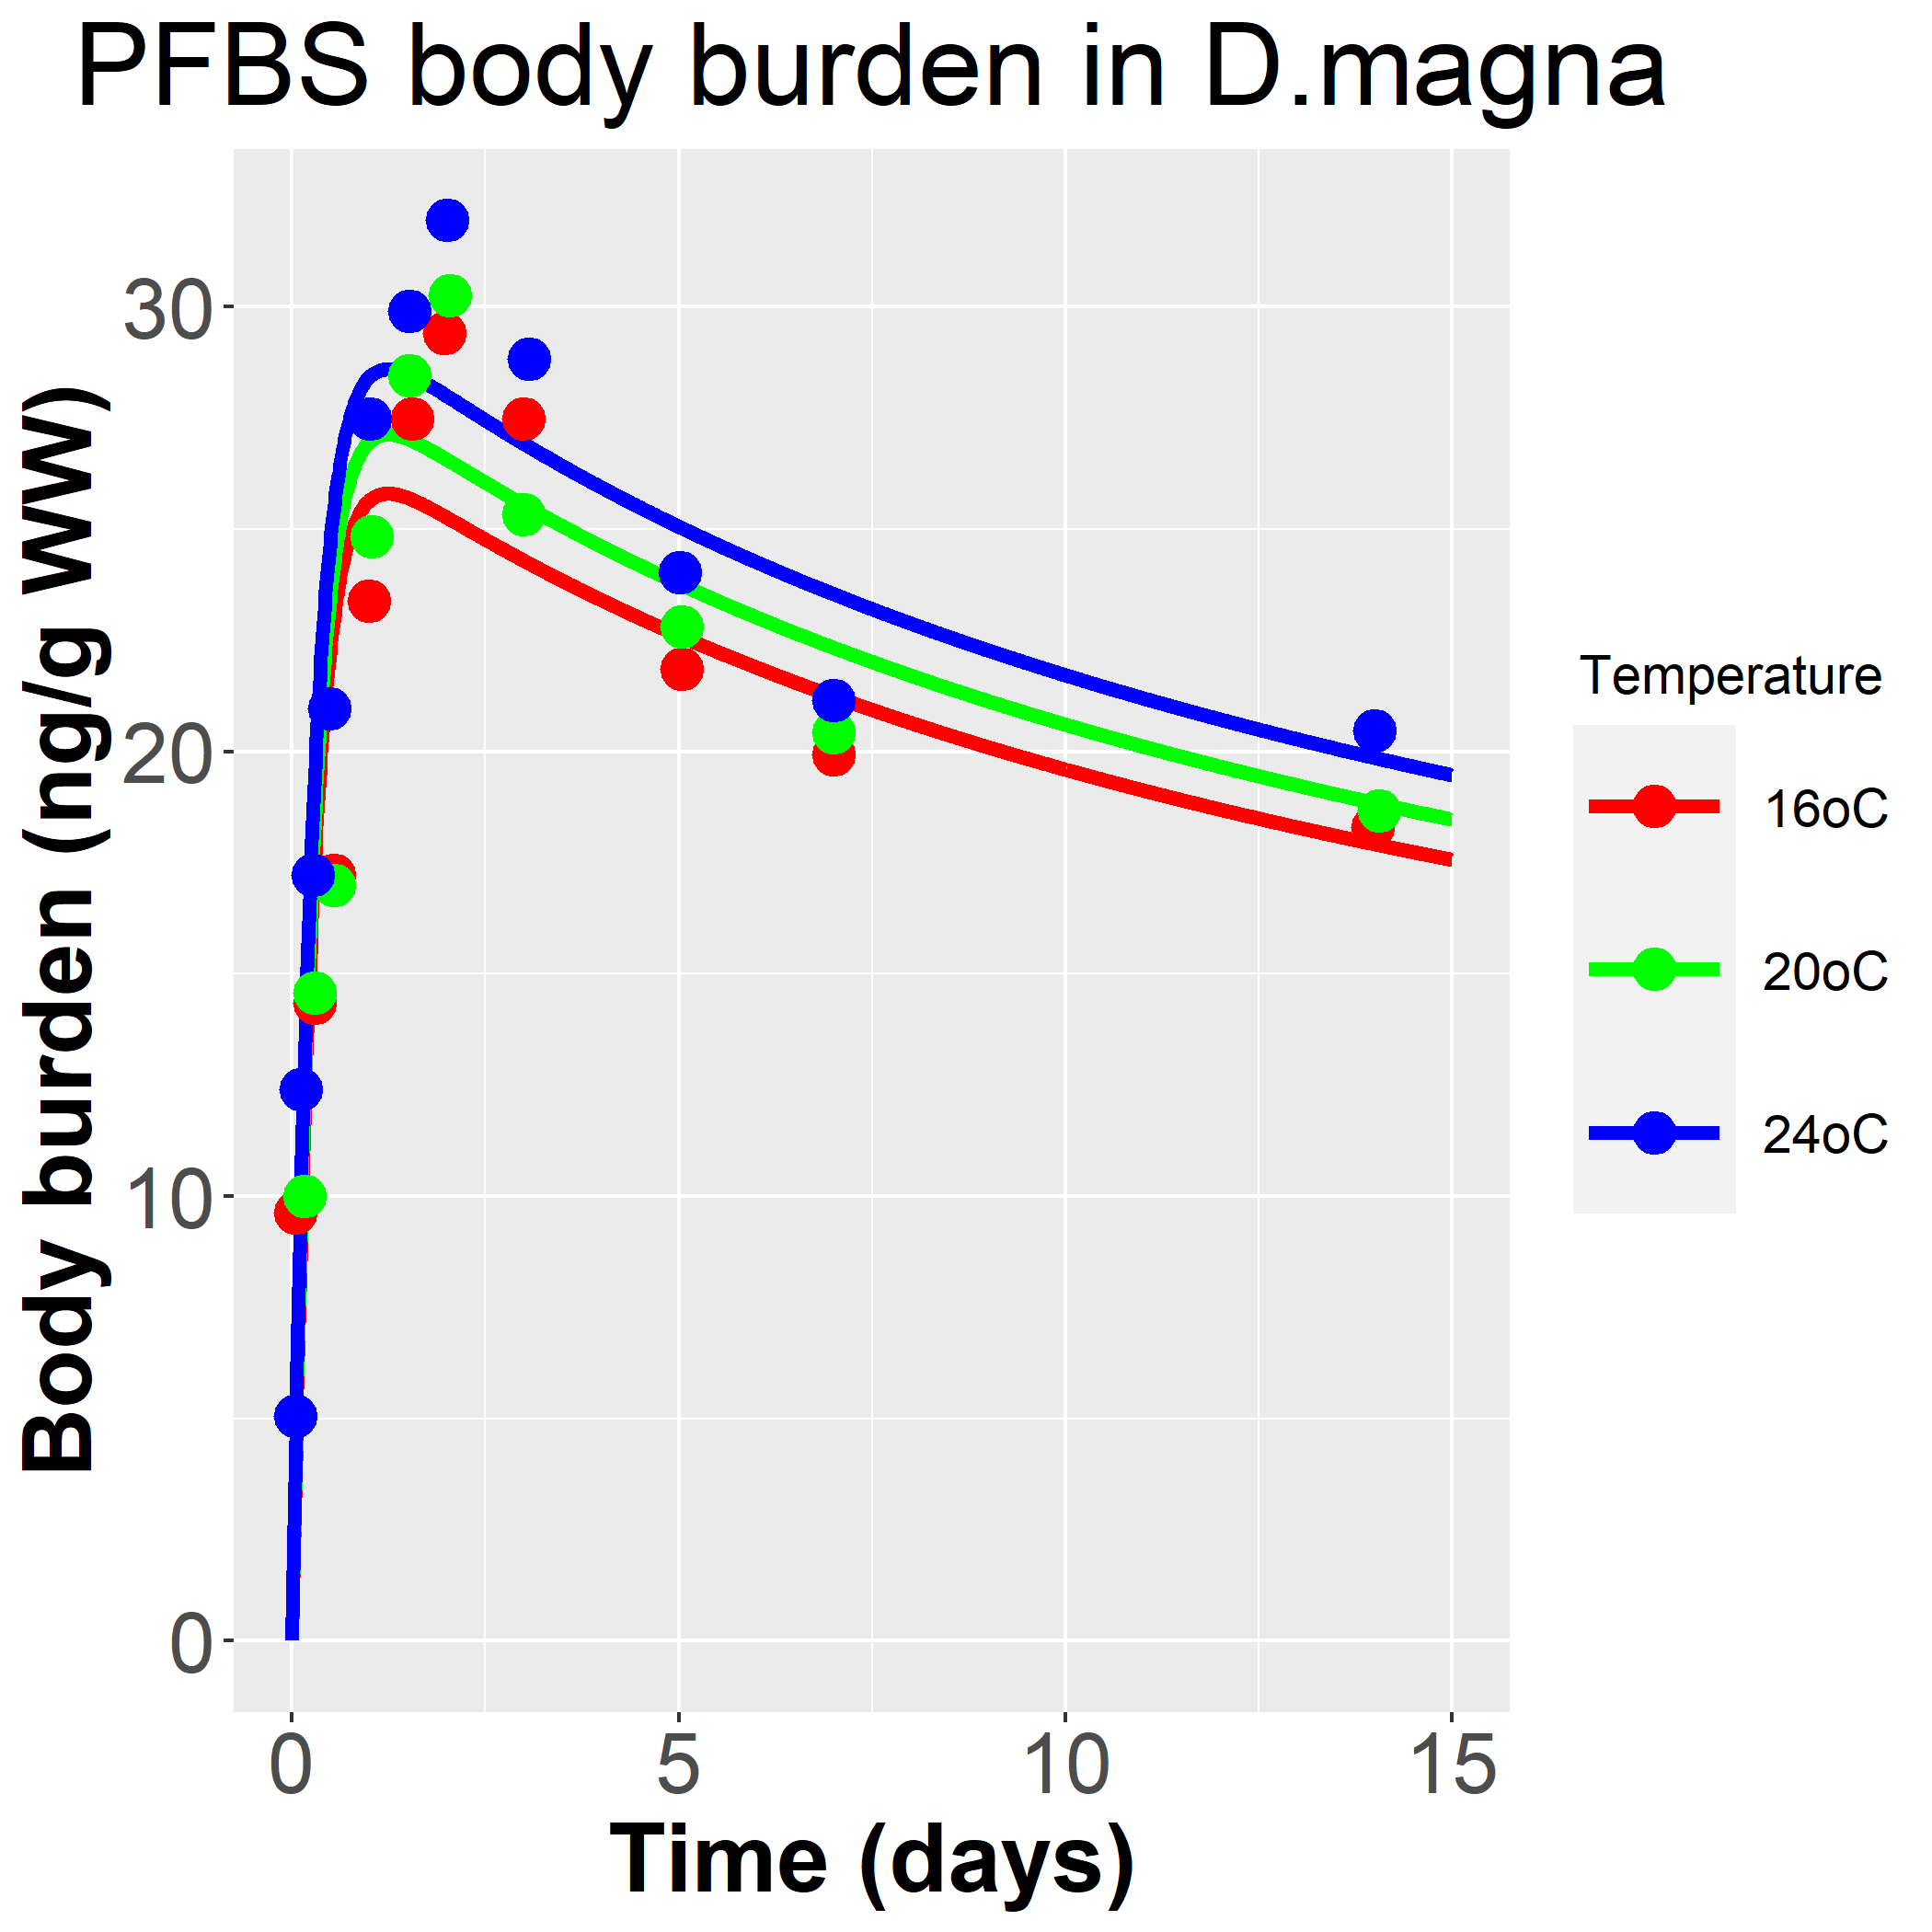 PFBS body burden in D.magna
Body burden (ng/g WW)
30
20
10
0
0
5
10
15
Time (days)
Temperature
16oC
20oC
24oC